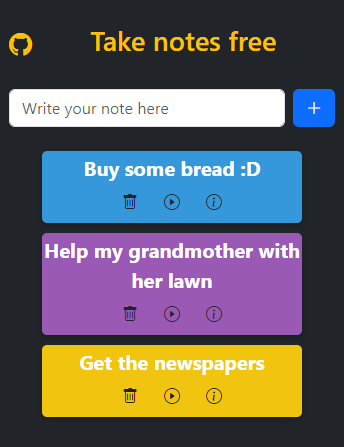 Take notes free
Write your note here
Buy some bread :D
Help my grandmother with
her lawn
Get the newspapers